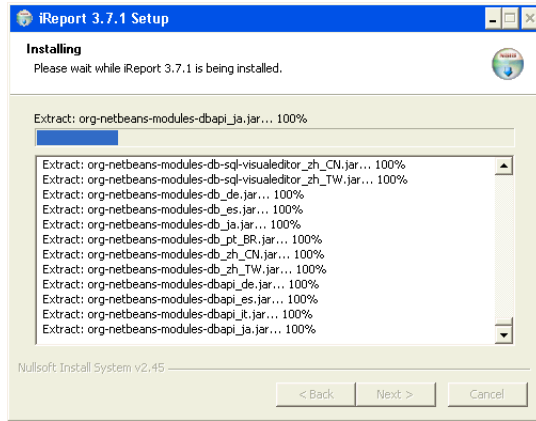 iReport 3.7.1 Setup
Installing
Please wait while iReport 3.7.1 is being installed.
Extract: org-netbeans-modules-dbapi_ja.jar... 100%
Extract: org-netbeans-modules-db-sql-visualeditor_zh_CN.jar... 100%
Extract: org-netbeans-modules-db-sql-visualeditor_zh_TW.jar... 100%
Extract: org-netbeans-modules-db_de.jar... 100%
Extract: org-netbeans-modules-db_es.jar... 100%
Extract: org-netbeans-modules-db_ja.jar... 100%
Extract: org-netbeans-modules-db_pt_BR.jar... 100%
Extract: org-netbeans-modules-db_zh_CN.jar... 100%
Extract: org-netbeans-modules-db_zh_TW.jar... 100%
Extract: org-netbeans-modules-dbapi_de.jar... 100%
Extract: org-netbeans-modules-dbapi_es.jar... 100%
Extract: org-netbeans-modules-dbapi_it.jar... 100%
Extract: org-netbeans-modules-dbapi_ja.jar... 100%
Nullsoft Install System v2.45
< Back Next > Cancel